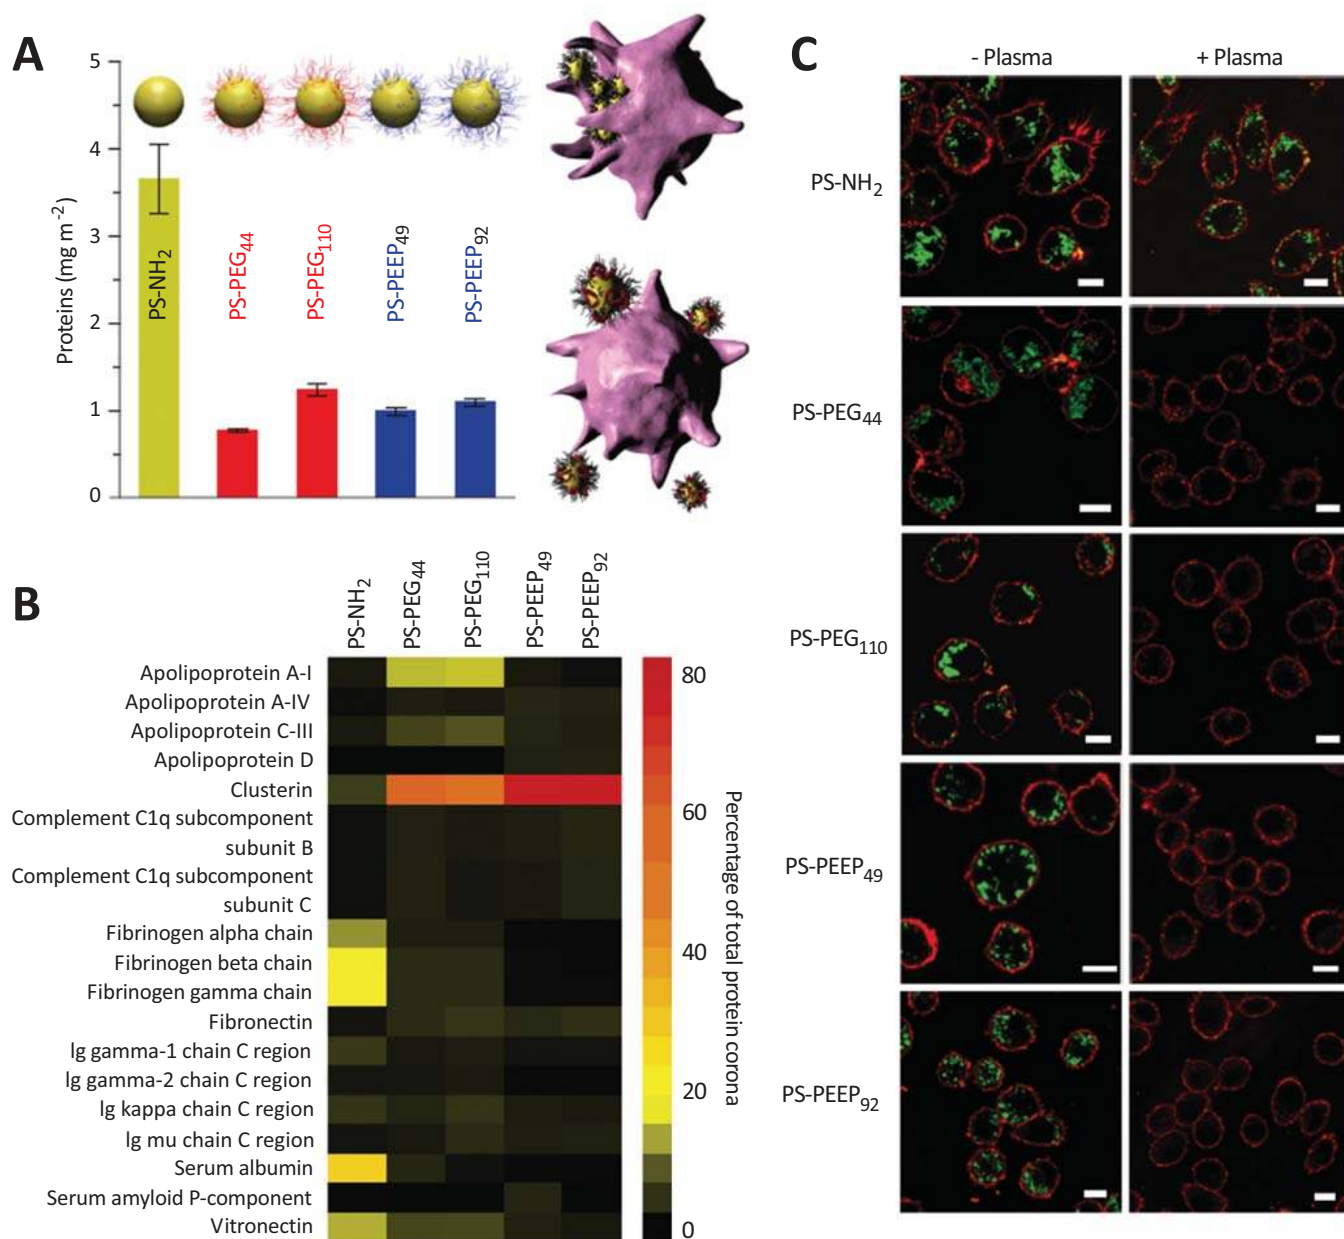 A
5
4
3
2
1
0
Proteins (mg m⁻²)
PS-NH₂
PS-PEG₄₄
PS-PEG₁₁₀
PS-PEEP₄₉
PS-PEEP₉₂
B
PS-NH₂
PS-PEG₄₄
PS-PEG₁₁₀
PS-PEEP₄₉
PS-PEEP₉₂
Apolipoprotein A-I
Apolipoprotein A-IV
Apolipoprotein C-III
Apolipoprotein D
Clusterin
Complement C1q subcomponent
subunit B
Complement C1q subcomponent
subunit C
Fibrinogen alpha chain
Fibrinogen beta chain
Fibrinogen gamma chain
Fibronectin
Ig gamma-1 chain C region
Ig gamma-2 chain C region
Ig kappa chain C region
Ig mu chain C region
Serum albumin
Serum amyloid P-component
Vitronectin
80
60
40
20
0
Percentage of total protein corona
C
- Plasma
+ Plasma
PS-NH₂
PS-PEG₄₄
PS-PEG₁₁₀
PS-PEEP₄₉
PS-PEEP₉₂